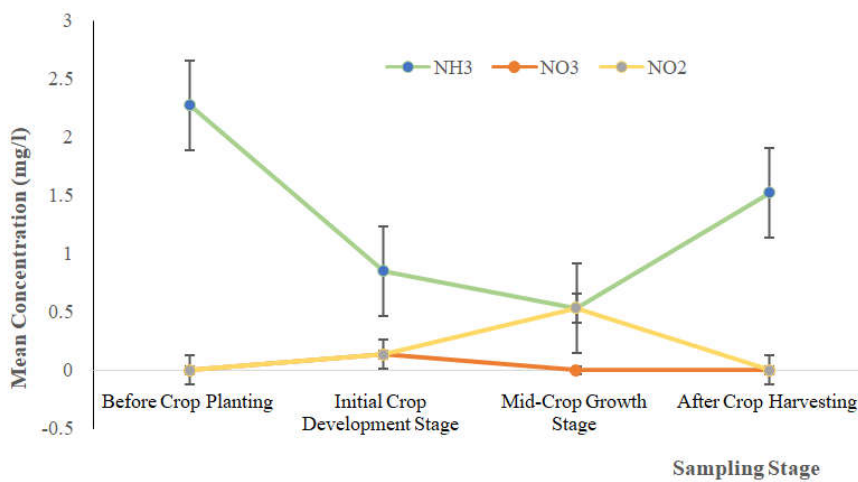 3
2.5
2
1.5
1
0.5
0
-0.5
Mean Concentration (mg/l)
NH3 NO3 NO2
Before Crop Planting
Initial Crop
Development Stage
Mid-Crop Growth
Stage
After Crop Harvesting
Sampling Stage